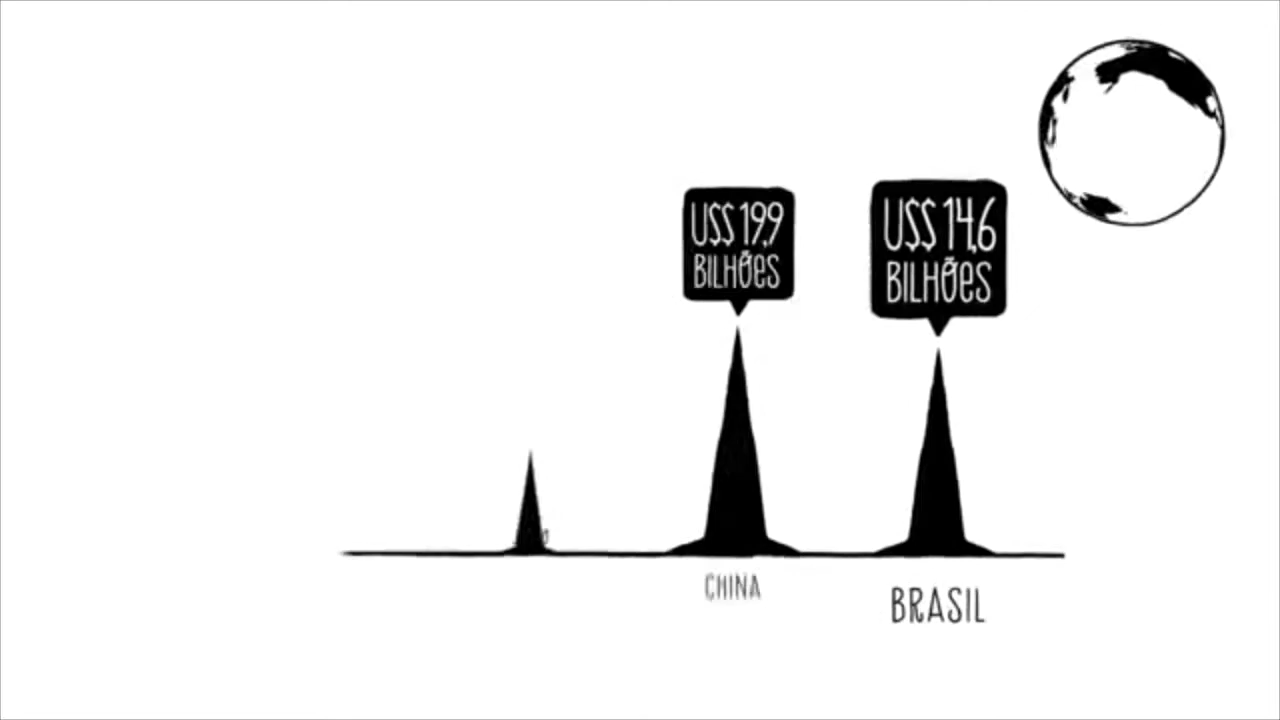 US$ 19,9
BILHÕES
US$ 14,6
BILHÕES
CHINA
BRASIL